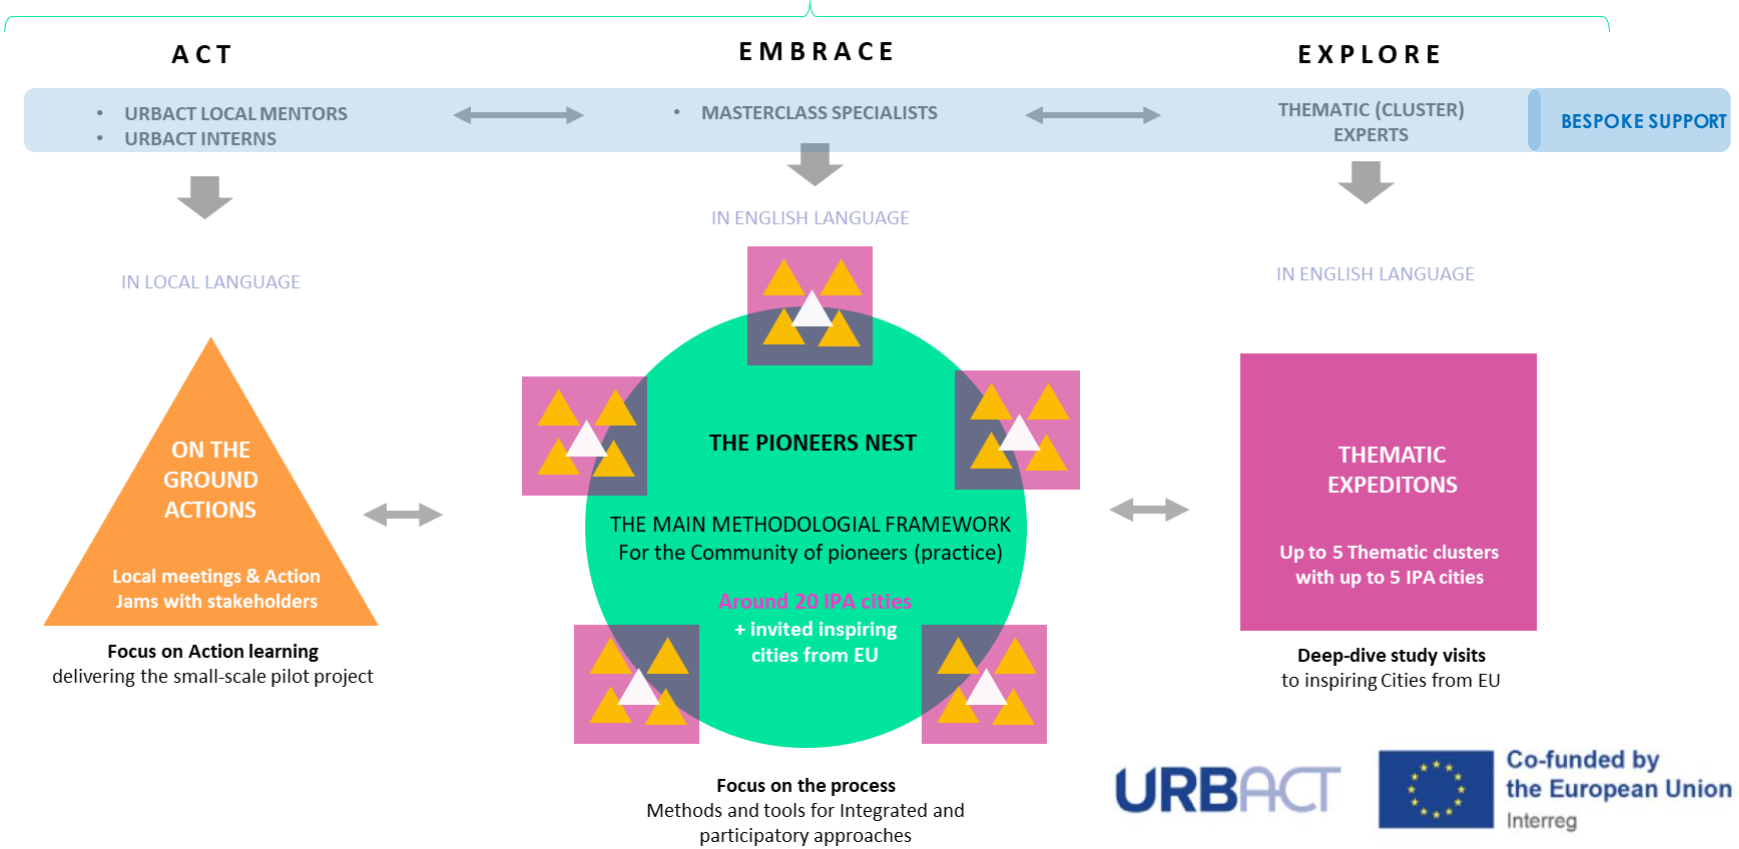 ACT
EMBRACE
EXPLORE
• URBACT LOCAL MENTORS
• URBACT INTERNS
• MASTERCLASS SPECIALISTS
THEMATIC (CLUSTER)
EXPERTS
BESPOKE SUPPORT
IN LOCAL LANGUAGE
IN ENGLISH LANGUAGE
IN ENGLISH LANGUAGE
ON THE
GROUND
ACTIONS
Local meetings & Action
Jams with stakeholders
Focus on Action learning
delivering the small-scale pilot project
THE PIONEERS NEST
THE MAIN METHODOLOGIAL FRAMEWORK
For the Community of pioneers (practice)
Around 20 IPA cities
+ invited inspiring
cities from EU
Focus on the process
Methods and tools for Integrated and
participatory approaches
THEMATIC
EXPEDITONS
Up to 5 Thematic clusters
with up to 5 IPA cities
Deep-dive study visits
to inspiring Cities from EU
URBACT
Co-funded by
the European Union
Interreg